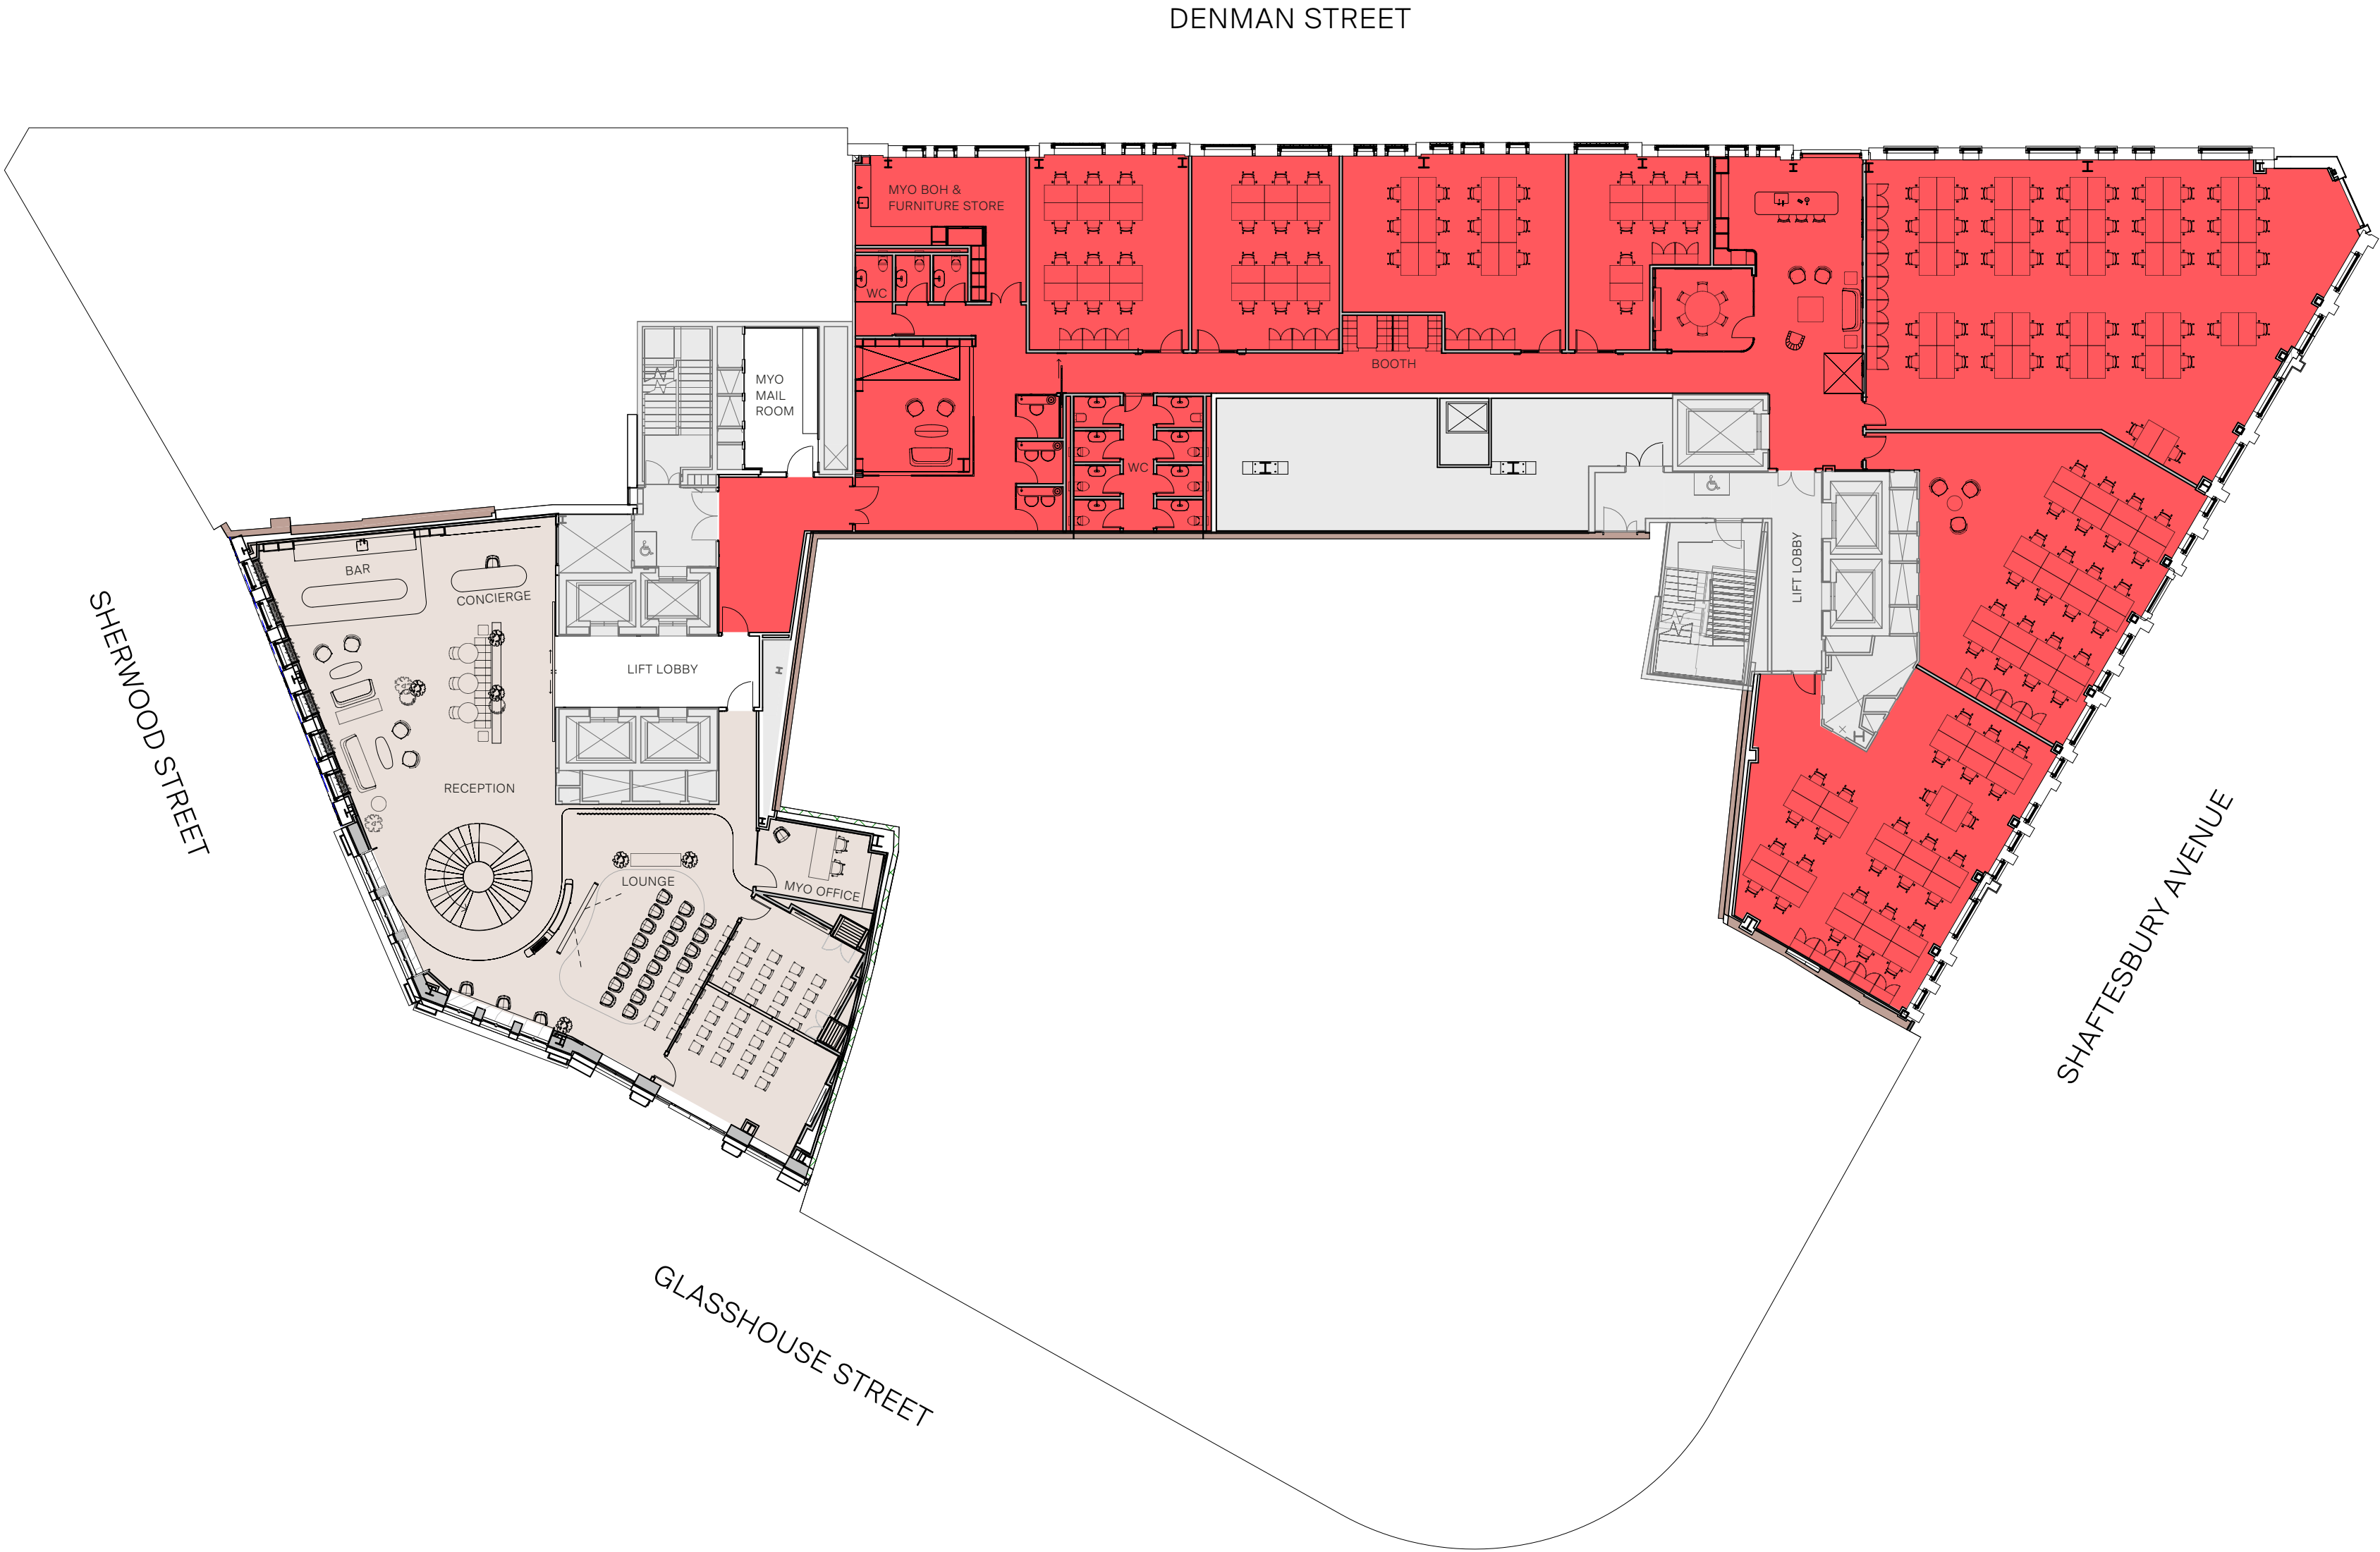 DENMAN STREET
MYO BOH &
FURNITURE STORE
WC
BOOTH
MYO
MAIL
ROOM
WC
LIFT LOBBY
BAR
CONCIERGE
SHERWOOD STREET
LIFT LOBBY
RECEPTION
LOUNGE
MYO OFFICE
SHAFTESBURY AVENUE
GLASSHOUSE STREET